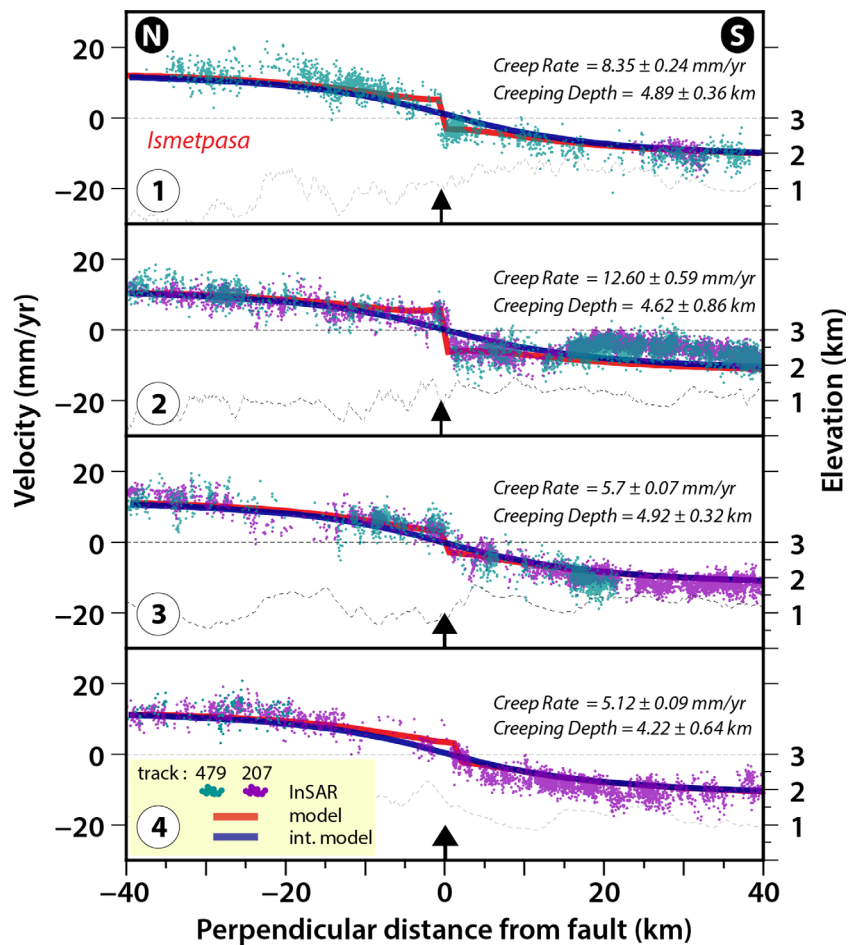 N
S
20
0
−20
Creep Rate = 8.35 ± 0.24 mm/yr
Creeping Depth = 4.89 ± 0.36 km
Ismetpasa
3
2
1
1
20
0
−20
Creep Rate = 12.60 ± 0.59 mm/yr
Creeping Depth = 4.62 ± 0.86 km
3
2
1
2
Velocity (mm/yr)
Elevation (km)
20
0
−20
Creep Rate = 5.7 ± 0.07 mm/yr
Creeping Depth = 4.92 ± 0.32 km
3
2
1
3
20
0
−20
Creep Rate = 5.12 ± 0.09 mm/yr
Creeping Depth = 4.22 ± 0.64 km
3
2
1
track : 479 207
InSAR
model
int. model
4
−40 −20 0 20 40
Perpendicular distance from fault (km)